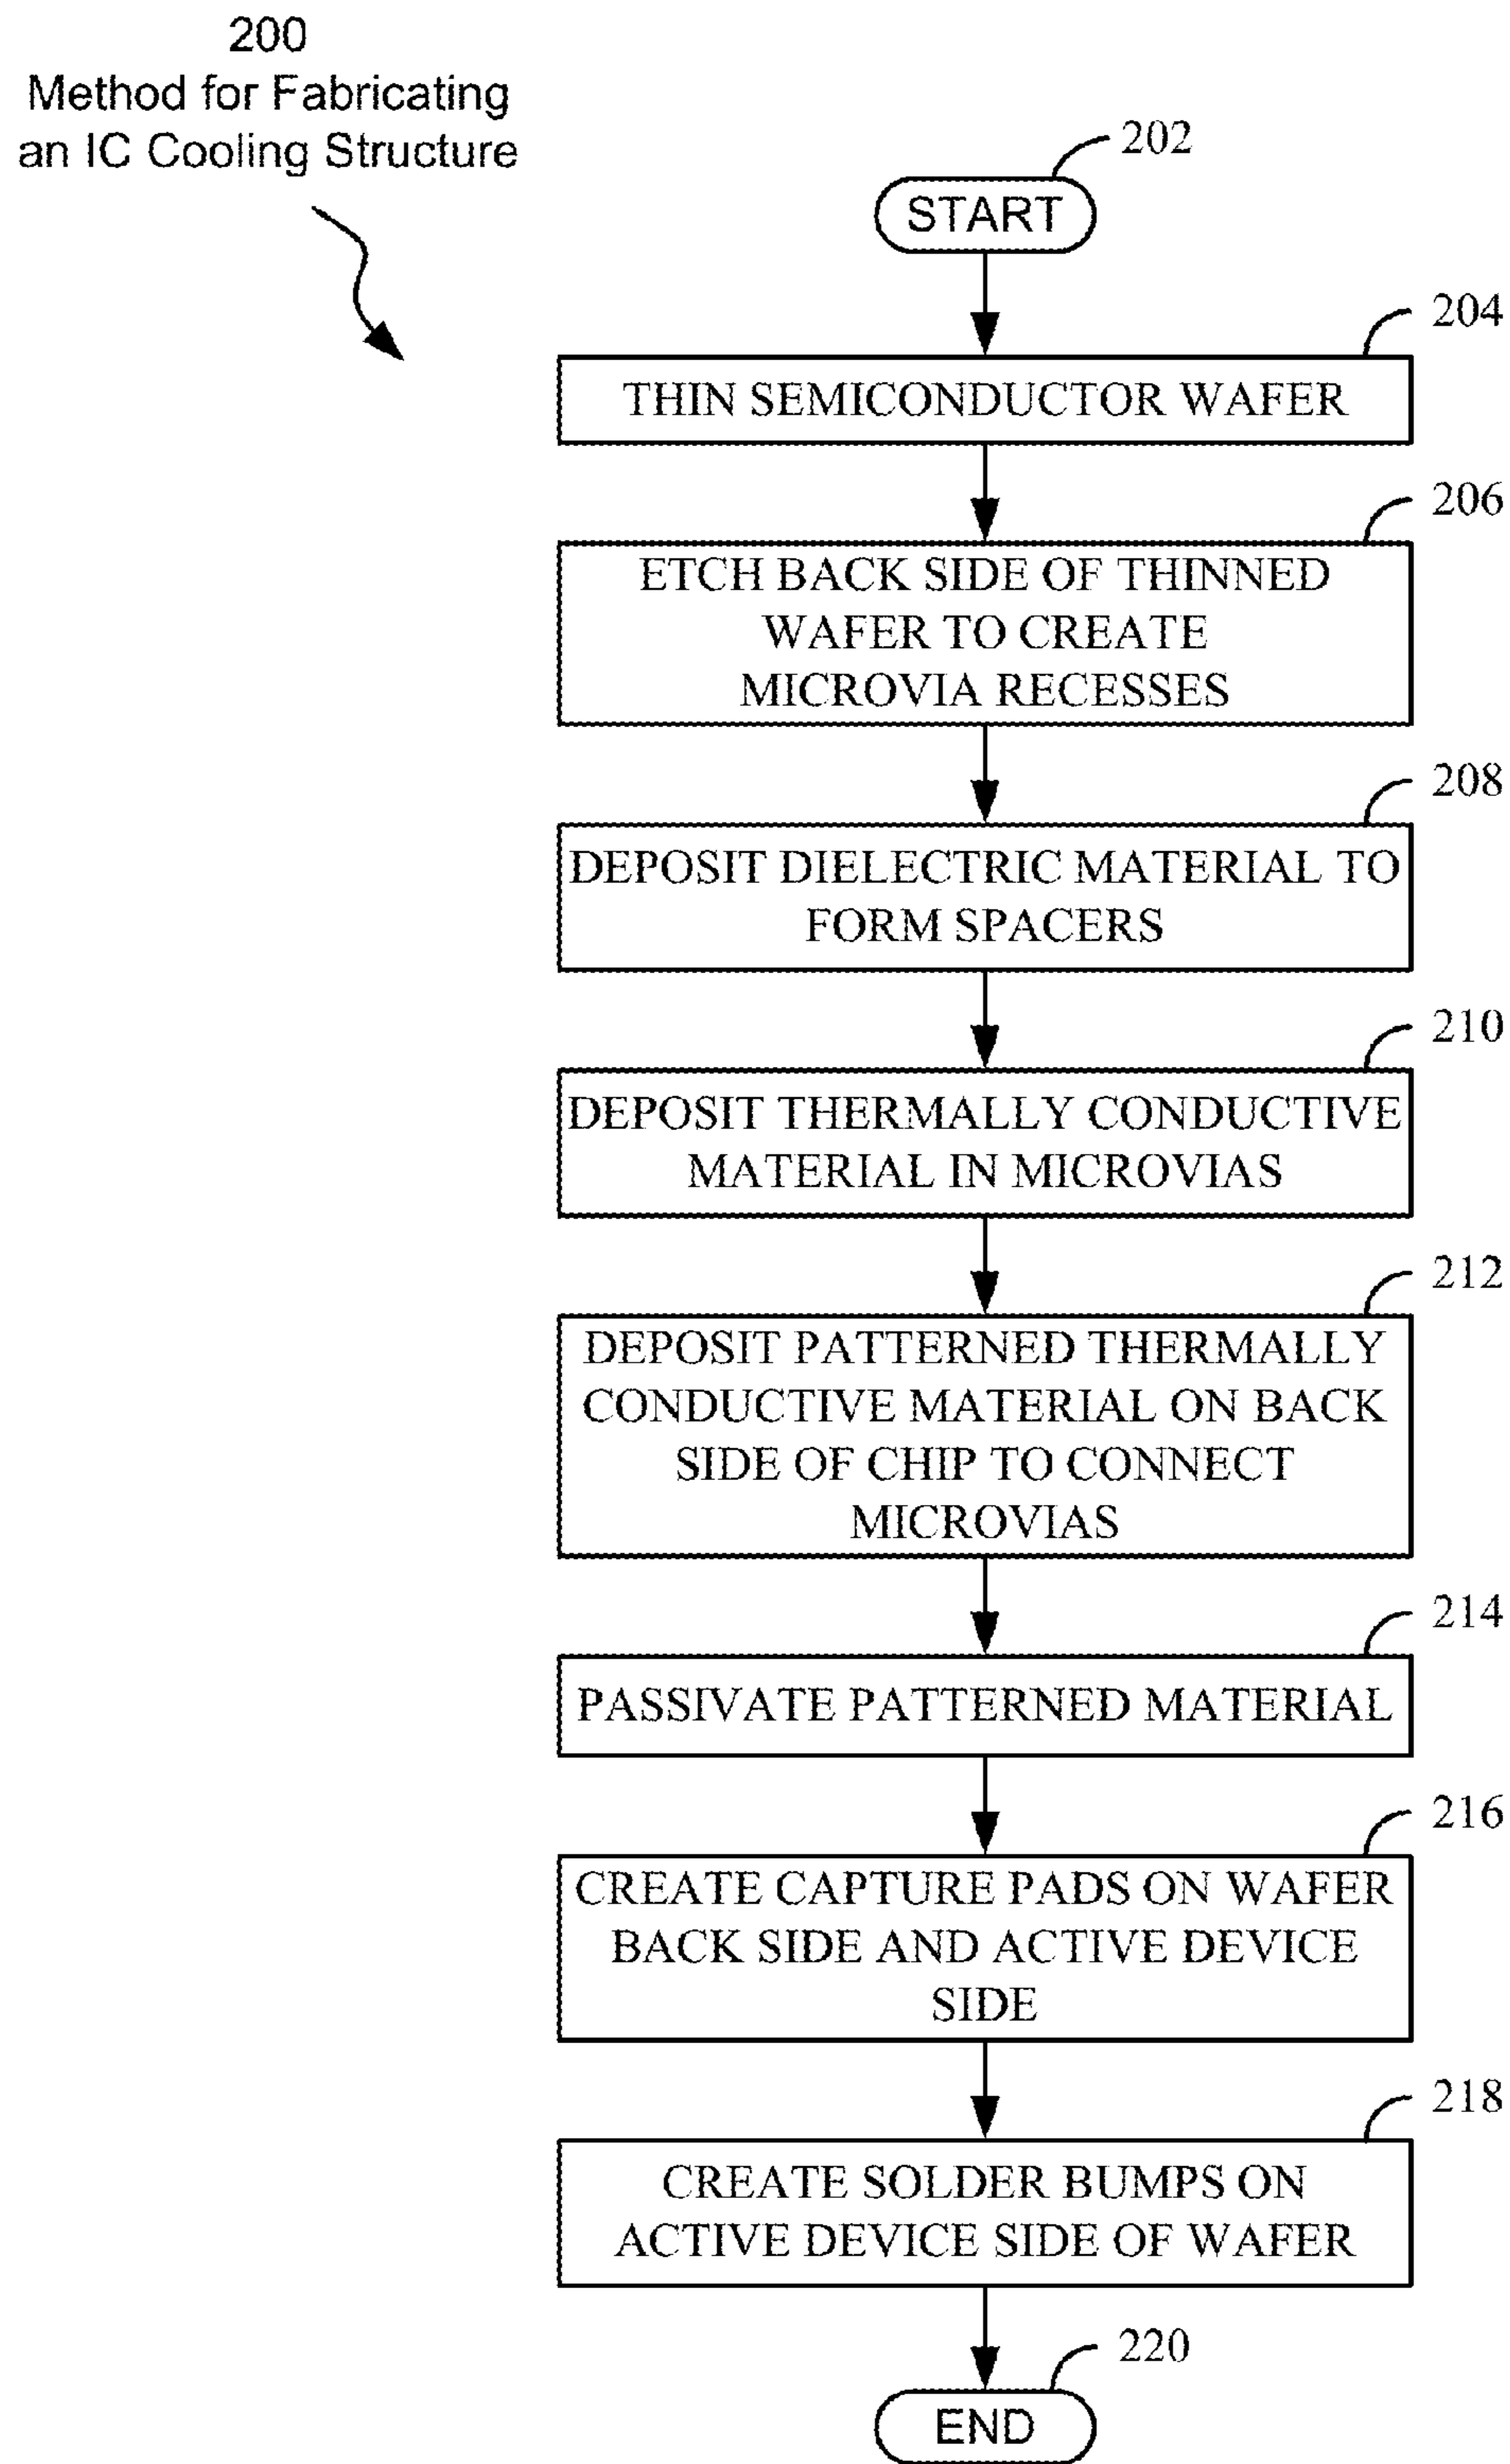 200
Method for Fabricating
an IC Cooling Structure
202
START
204
THIN SEMICONDUCTOR WAFER
206
ETCH BACK SIDE OF THINNED
WAFER TO CREATE
MICROVIA RECESSES
208
DEPOSIT DIELECTRIC MATERIAL TO
FORM SPACERS
210
DEPOSIT THERMALLY CONDUCTIVE
MATERIAL IN MICROVIAS
212
DEPOSIT PATTERNED THERMALLY
CONDUCTIVE MATERIAL ON BACK
SIDE OF CHIP TO CONNECT
MICROVIAS
214
PASSIVATE PATTERNED MATERIAL
216
CREATE CAPTURE PADS ON WAFER
BACK SIDE AND ACTIVE DEVICE
SIDE
218
CREATE SOLDER BUMPS ON
ACTIVE DEVICE SIDE OF WAFER
220
END